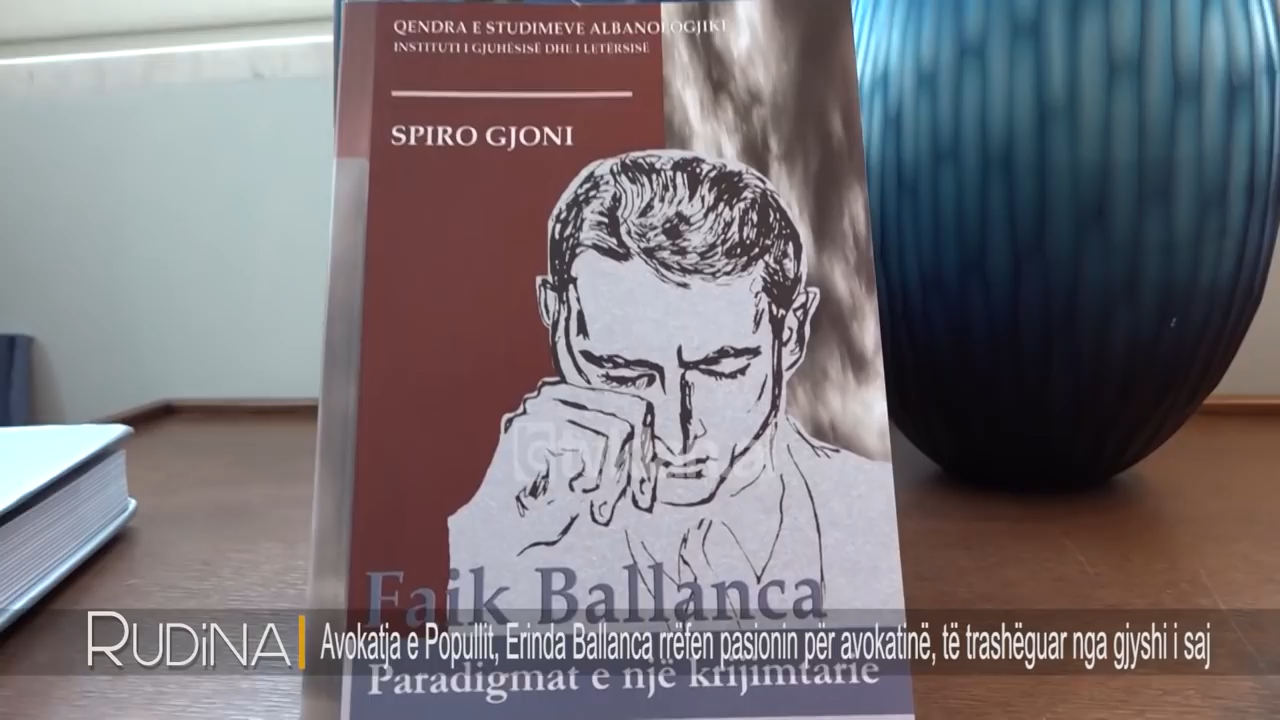 QENDRA E STUDIMEVE ALBANOLOGJIKE
INSTITUTI I GJUHËSISË DHE I LETËRSISË
SPIRO GJONI
Faik Ballanca
RUDiNA
Avokatja e Popullit, Erinda Ballanca rrëfen pasionin për avokatinë, të trashëguar nga gjyshi i saj
Paradigmat e një krijimtarie